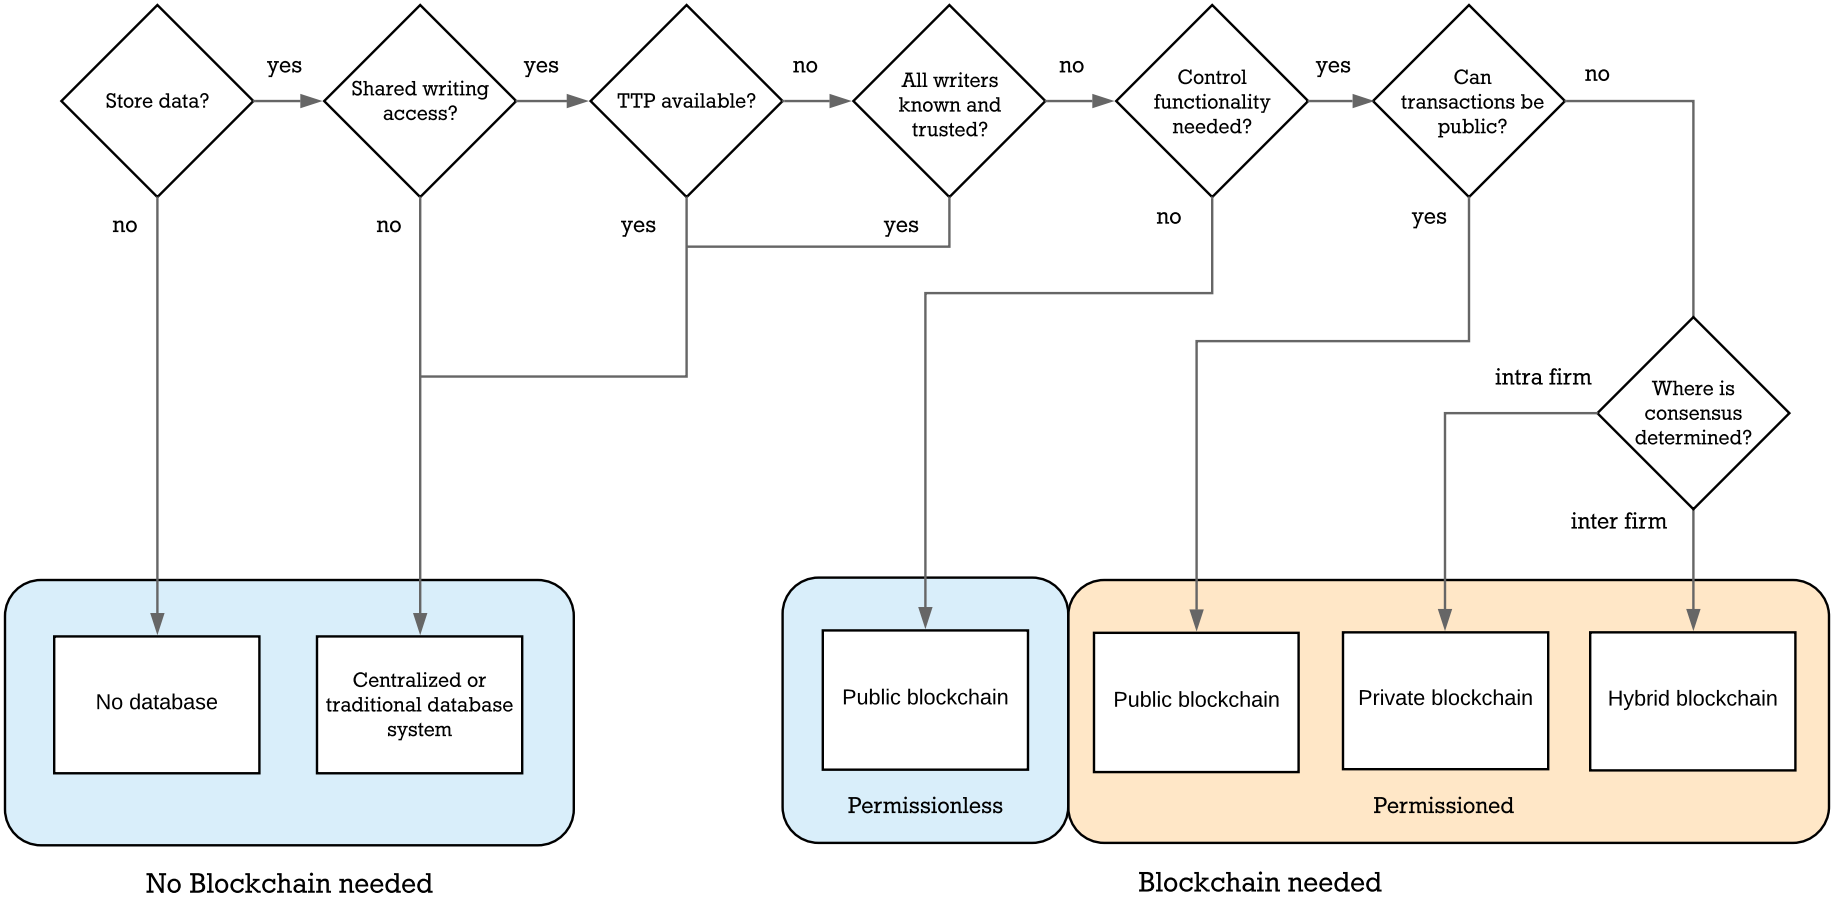 Store data?
yes
Shared writing
access?
yes
TTP available?
no
All writers
known and
trusted?
no
Control
functionality
needed?
yes
Can
transactions be
public?
no
no
no
yes
yes
no
yes
intra firm
Where is
consensus
determined?
inter firm
No database
Centralized or
traditional database
system
Public blockchain
Public blockchain
Private blockchain
Hybrid blockchain
Permissionless
Permissioned
No Blockchain needed
Blockchain needed